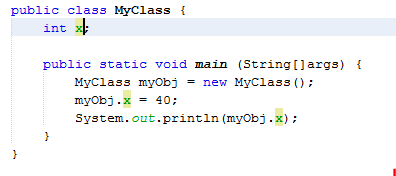 public class MyClass {
    int x;

    public static void main (String[]args) {
        MyClass myObj = new MyClass();
        myObj.x = 40;
        System.out.println(myObj.x);
    }
}